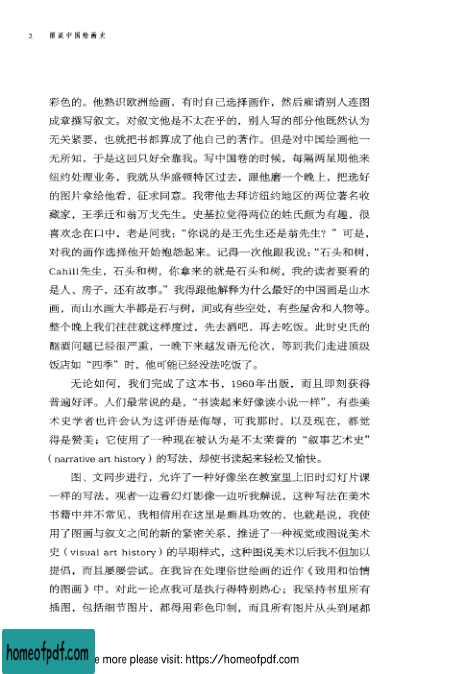 2 图说中国绘画史
彩色的。他熟识欧洲绘画，有时自己选择画作，然后雇请别人连图
成章撰写叙文。对叙文他是不太在乎的，别人写的部分他既然认为
无关紧要，也就把书都算成了他自己的著作。但是对中国绘画他一
无所知，于是这回只好全靠我。写中国卷的时候，每隔两星期他来
纽约处理业务，我就从华盛顿特区过去，跟他磨一个晚上，把选好
的图片拿给他看，征求同意。我带他去拜访纽约地区的两位著名收
藏家，王季迁和翁万戈先生。史基拉觉得两位的姓氏颇为有趣，很
喜欢念在口中，老是问我：“你说的是王先生还是翁先生？”可是，
对我的画作选择他开始抱怨起来。记得一次他跟我说：“石头和树，
Cahill先生，石头和树，你拿来的就是石头和树，我的读者要看的
是人、房子，还有故事。”我得跟他解释为什么最好的中国画是山水
画，而山水画大半都是石与树，间或有些空处，有些屋舍和人物等。
整个晚上我们往往就这样度过，先去酒吧，再去吃饭。此时史氏的
酗酒问题已经很严重，一晚下来越发语无伦次，等到我们走进顶级
饭店如“四季”时，他可能已经没法吃饭了。
无论如何，我们完成了这本书，1960年出版，而且即刻获得
普遍好评。人们最常说的是，“书读起来好像读小说一样”，有些美
术史学者也许会认为这评语是侮辱，可我那时，以及现在，都觉
得是赞美；它使用了一种现在被认为是不太荣誉的“叙事艺术史”
（narrative art history）的写法，却使书读起来轻松又愉快。
图、文同步进行，允许了一种好像坐在教室里上旧时幻灯片课
一样的写法，观者一边看幻灯影像一边听我解说，这种写法在美术
书籍中并不常见，我相信用在这里是颇具功效的，也就是说，我使
用了图画与叙文之间的新的紧密关系，推进了一种视觉或图说美术
史（visual art history）的早期样式，这种图说美术以后我不但加以
提倡，而且屡屡尝试。在我旨在处理俗世绘画的近作《致用和怡情
的图画》中，对此一论点我可是执行得特别热心；我坚持书里所有
插图，包括细节图片，都得用彩色印制，而且所有图片从头到尾都
homeofpdf.com
e more please visit: https://homeofpdf.com